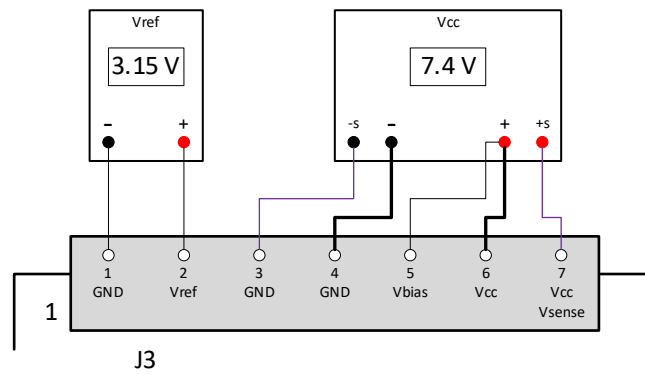 Vref
3.15 V
- +
Vcc
7.4 V
-s - + +s
1 2 3 4 5 6 7
GND Vref GND GND Vbias Vcc Vcc
Vsense
1
J3